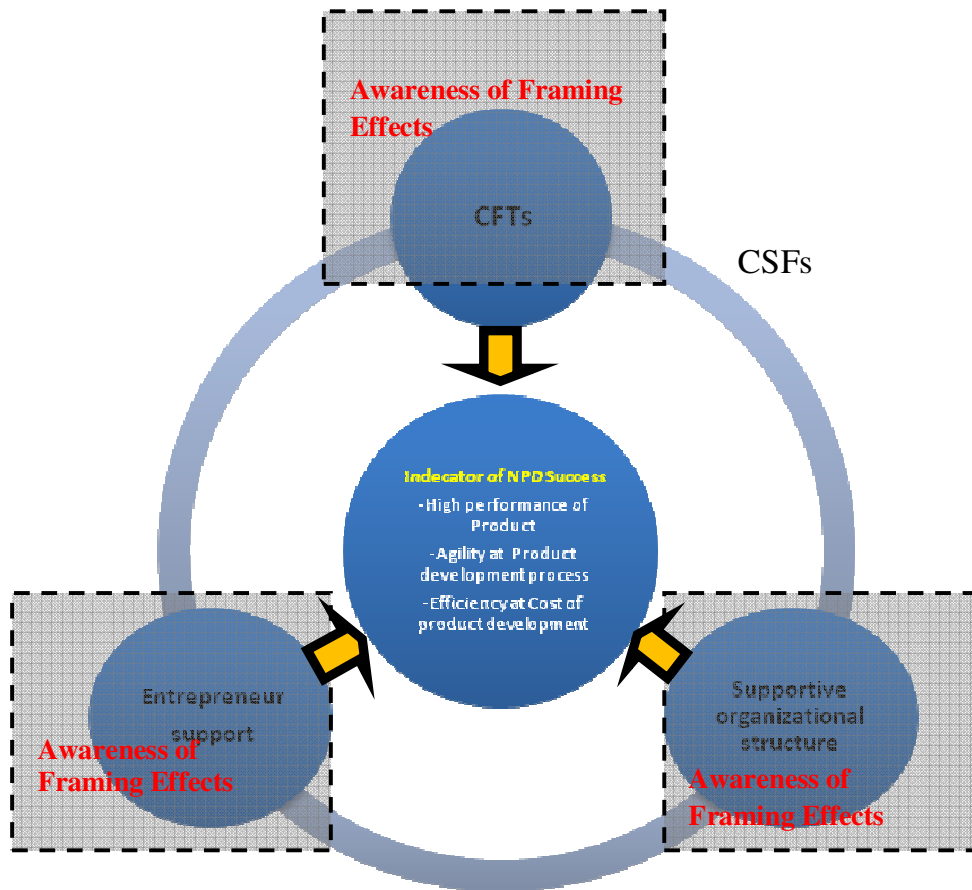 Awareness of Framing
Effects
CFTs
CSFs
Indecator of NPD Success
-High performance of
Product
-Agility at Product
development process
-Efficiency at Cost of
product development
Entrepreneur
support
Awareness of
Framing Effects
Supportive
organizational
structure
Awareness of
Framing Effects